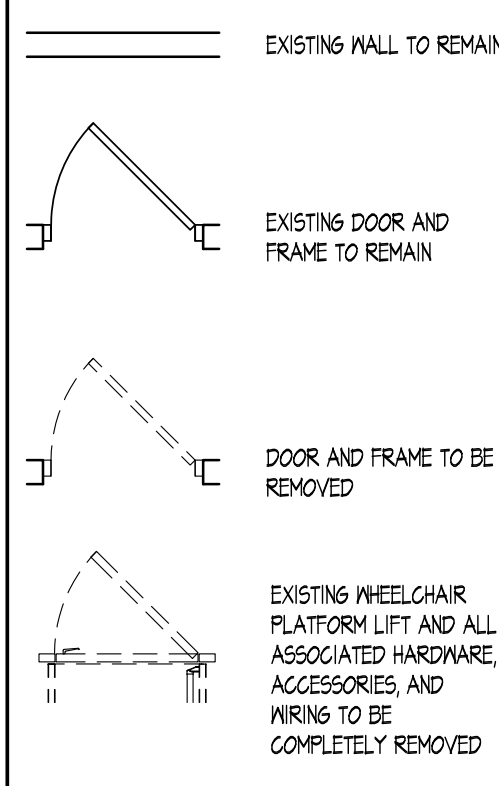 EXISTING WALL TO REMAIN
EXISTING DOOR AND
FRAME TO REMAIN
DOOR AND FRAME TO BE
REMOVED
EXISTING WHEELCHAIR
PLATFORM LIFT AND ALL
ASSOCIATED HARDWARE,
ACCESSORIES, AND
WIRING TO BE
COMPLETELY REMOVED